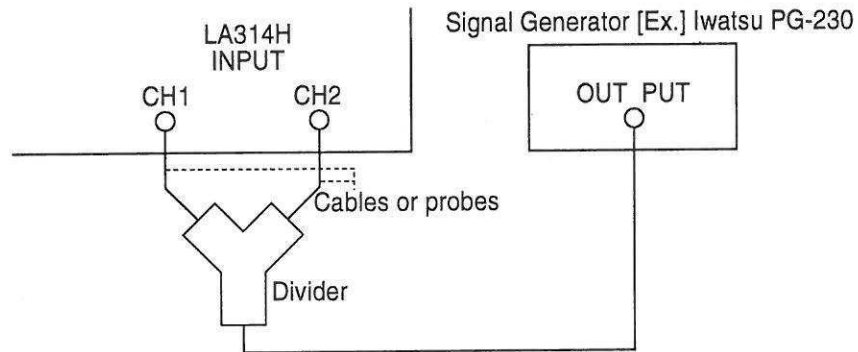 Signal Generator [Ex.] Iwatsu PG-230
LA314H
INPUT
CH1
CH2
OUT PUT
Cables or probes
Divider